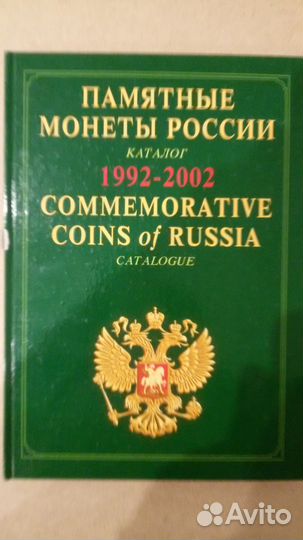 ПАМЯТНЫЕ
МОНЕТЫ РОССИИ
КАТАЛОГ
1992-2002
COMMEMORATIVE
COINS of RUSSIA
CATALOGUE
Avito